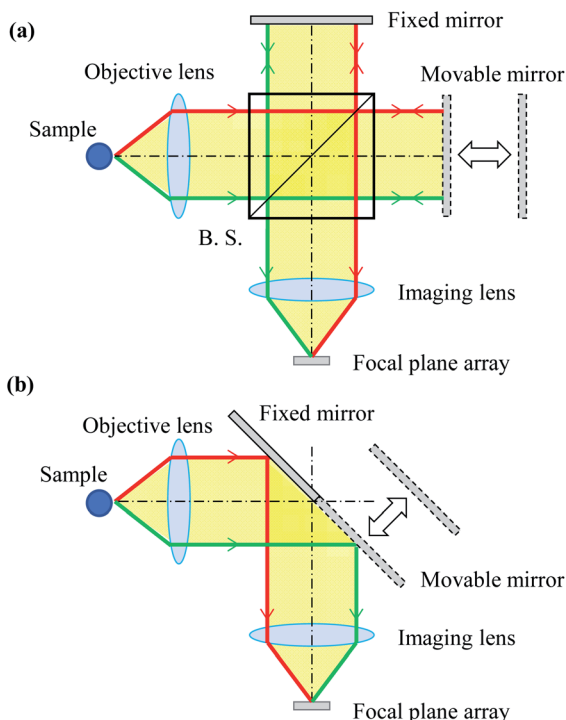 (a)
Fixed mirror
Objective lens
Movable mirror
Sample
B. S.
Imaging lens
Focal plane array
(b)
Fixed mirror
Objective lens
Sample
Movable mirror
Imaging lens
Focal plane array